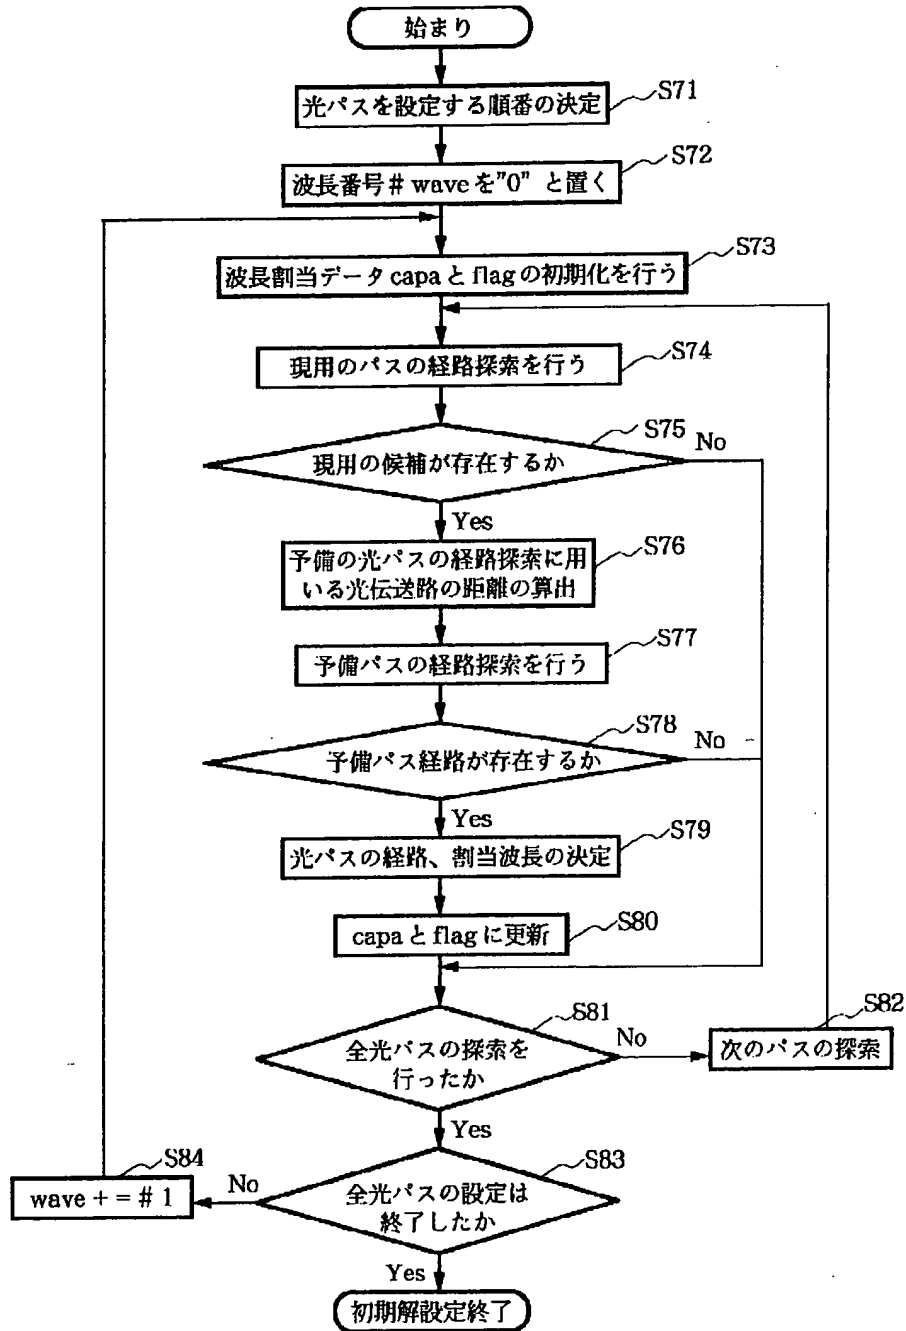 始まり
光パスを設定する順番の決定
S71
波長番号# waveを"0" と置く
S72
波長割当データcapaとflagの初期化を行う
S73
現用のパスの経路探索を行う
S74
現用の候補が存在するか
S75
No
Yes
予備の光パスの経路探索に用
いる光伝送路の距離の算出
S76
予備パスの経路探索を行う
S77
予備パス経路が存在するか
S78
No
Yes
光パスの経路、割当波長の決定
S79
capaとflagに更新
S80
全光パスの探索を
行ったか
S81
No
次のパスの探索
S82
Yes
全光パスの設定は
終了したか
S83
No
wave + = # 1
S84
Yes
初期解設定終了